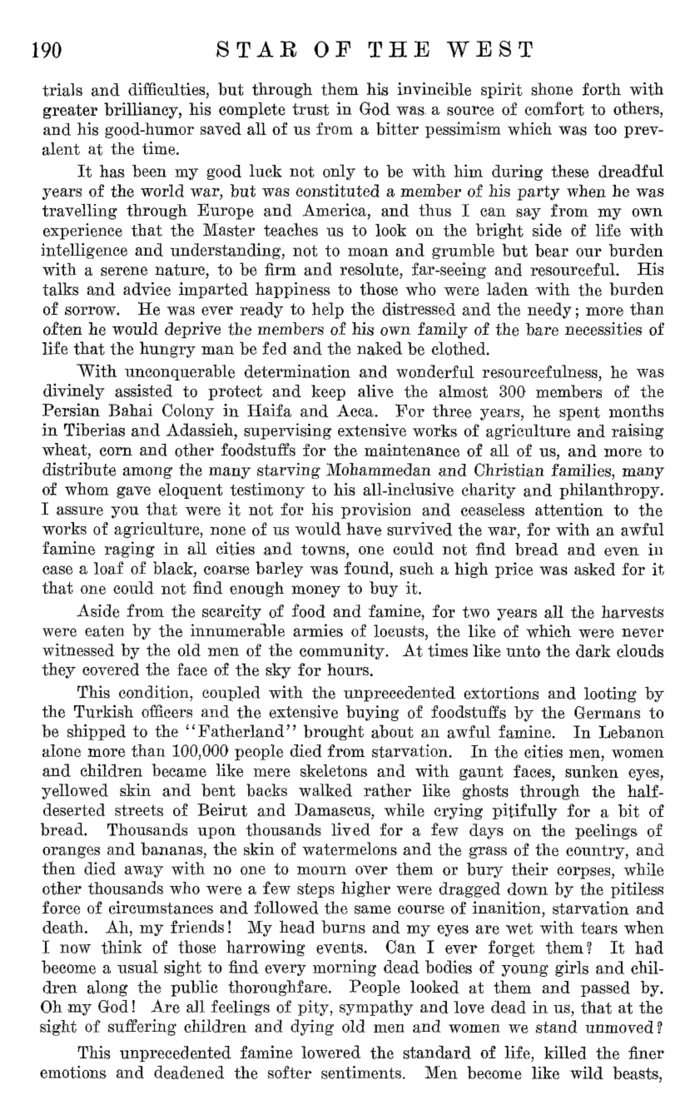 190 STAR OF THE WEST
trials and difficulties, but through them his invincible spirit shone forth with
greater brilliancy, his complete trust in God was a source of comfort to others,
and his good-humor saved all of us from a bitter pessimism which was too prev-
alent at the time.
It has been my good luck not only to be with him during these dreadful
years of the world war, but was constituted a member of his party when he was
travelling through Europe and America, and thus I can say from my own
experience that the Master teaches us to look on the bright side of life with
intelligence and understanding, not to moan and grumble but bear our burden
with a serene nature, to be firm and resolute, far-seeing and resourceful. His
talks and advice imparted happiness to those who were laden with the burden
of sorrow. He was ever ready to help the distressed and the needy; more than
often he would deprive the members of his own family of the bare necessities of
life that the hungry man be fed and the naked be clothed.
With unconquerable determination and wonderful resourcefulness, he was
divinely assisted to protect and keep alive the almost 300 members of the
Persian Bahai Colony in Haifa and Acca. For three years, he spent months
in Tiberias and Adassieh, supervising extensive works of agriculture and raising
wheat, corn and other foodstuffs for the maintenance of all of us, and more to
distribute among the many starving Mohammedan and Christian families, many
of whom gave eloquent testimony to his all-inclusive charity and philanthropy.
I assure you that were it not for his provision and ceaseless attention to the
works of agriculture, none of us would have survived the war, for with an awful
famine raging in all cities and towns, one could not find bread and even in
case a loaf of black, coarse barley was found, such a high price was asked for it
that one could not find enough money to buy it.
Aside from the scarcity of food and famine, for two years all the harvests
were eaten by the innumerable armies of locusts, the like of which were never
witnessed by the old men of the community. At times like unto the dark clouds
they covered the face of the sky for hours.
This condition, coupled with the unprecedented extortions and looting by
the Turkish officers and the extensive buying of foodstuffs by the Germans to
be shipped to the "Fatherland" brought about an awful famine. In Lebanon
alone more than 100,000 people died from starvation. In the cities men, women
and children became like mere skeletons and with gaunt faces, sunken eyes,
yellowed skin and bent backs walked rather like ghosts through the half-
deserted streets of Beirut and Damascus, while crying pitifully for a bit of
bread. Thousands upon thousands lived for a few days on the peelings of
oranges and bananas, the skin of watermelons and the grass of the country, and
then died away with no one to mourn over them or bury their corpses, while
other thousands who were a few steps higher were dragged down by the pitiless
force of circumstances and followed the same course of inanition, starvation and
death. Ah, my friends! My head burns and my eyes are wet with tears when
I now think of those harrowing events. Can I ever forget them? It had
become a usual sight to find every morning dead bodies of young girls and chil-
dren along the public thoroughfare. People looked at them and passed by.
Oh my God! Are all feelings of pity, sympathy and love dead in us, that at the
sight of suffering children and dying old men and women we stand unmoved?
This unprecedented famine lowered the standard of life, killed the finer
emotions and deadened the softer sentiments. Men become like wild beasts,